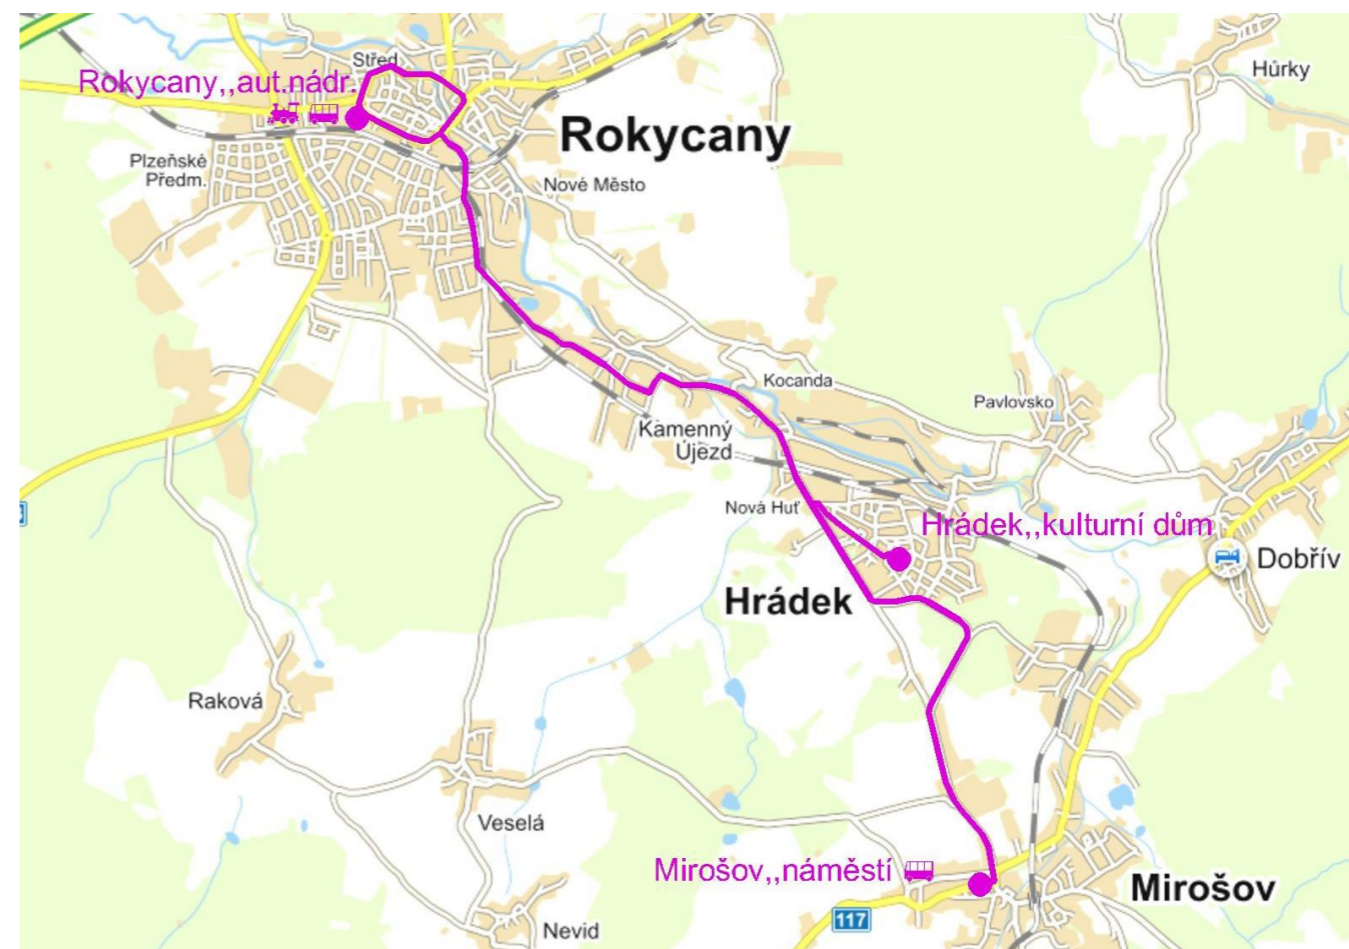 Střed
Hůrky
Rokycany,,aut.nádr.
Rokycany
Plzeňské
Předm.
Nové Město
Kocanda
Pavlovsko
Kamenný
Újezd
Nová Huť
Hrádek,,kulturní dům
Dobřív
Hrádek
Raková
Veselá
Mirošov,,náměstí
Mirošov
117
Nevid